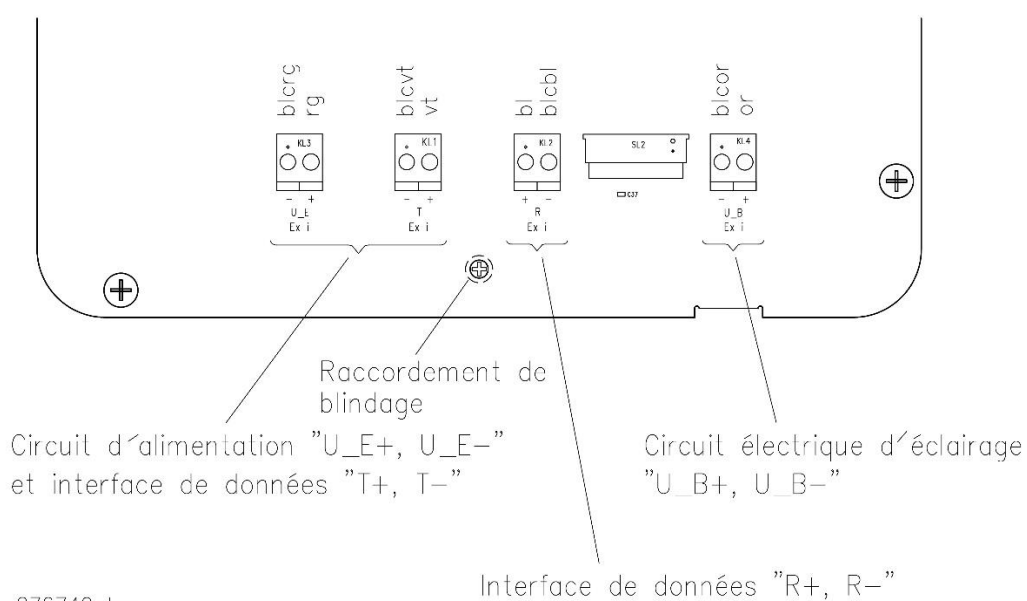 blcrg
rg
blcvt
vt
bl
blcbl
blcor
or
KL3
KL1
KL2
SL2
KL4
C37
- +
- +
+ -
- +
U_E
T
R
U_B
Ex i
Ex i
Ex i
Ex i
Raccordement de
blindage
Circuit d'alimentation "U_E+, U_E-"
et interface de données "T+, T-"
Circuit électrique d'éclairage
"U_B+, U_B-"
Interface de données "R+, R-"